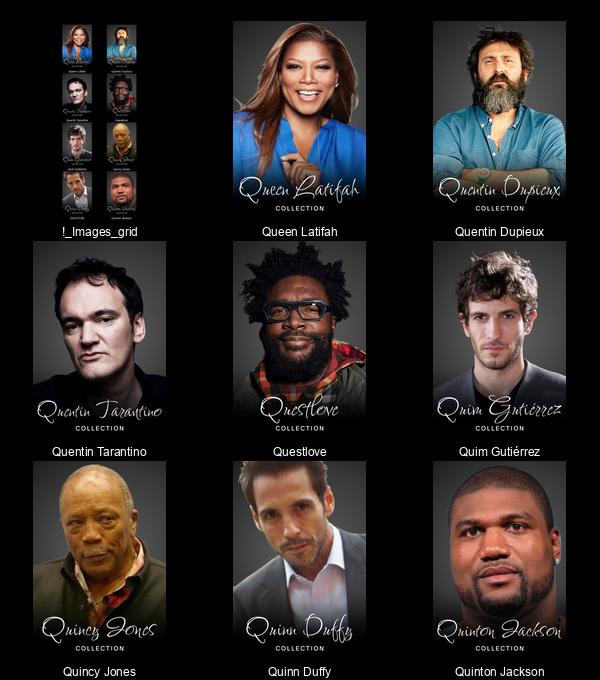 Queen Latifah
COLLECTION
Quentin Dupieux
COLLECTION
!_Images_grid
Queen Latifah
Quentin Dupieux
Quentin Tarantino
COLLECTION
Questlove
COLLECTION
Quim Gutiérrez
COLLECTION
Quentin Tarantino
Questlove
Quim Gutiérrez
Quincy Jones
COLLECTION
Quinn Duffy
COLLECTION
Quinton Jackson
COLLECTION
Quincy Jones
Quinn Duffy
Quinton Jackson